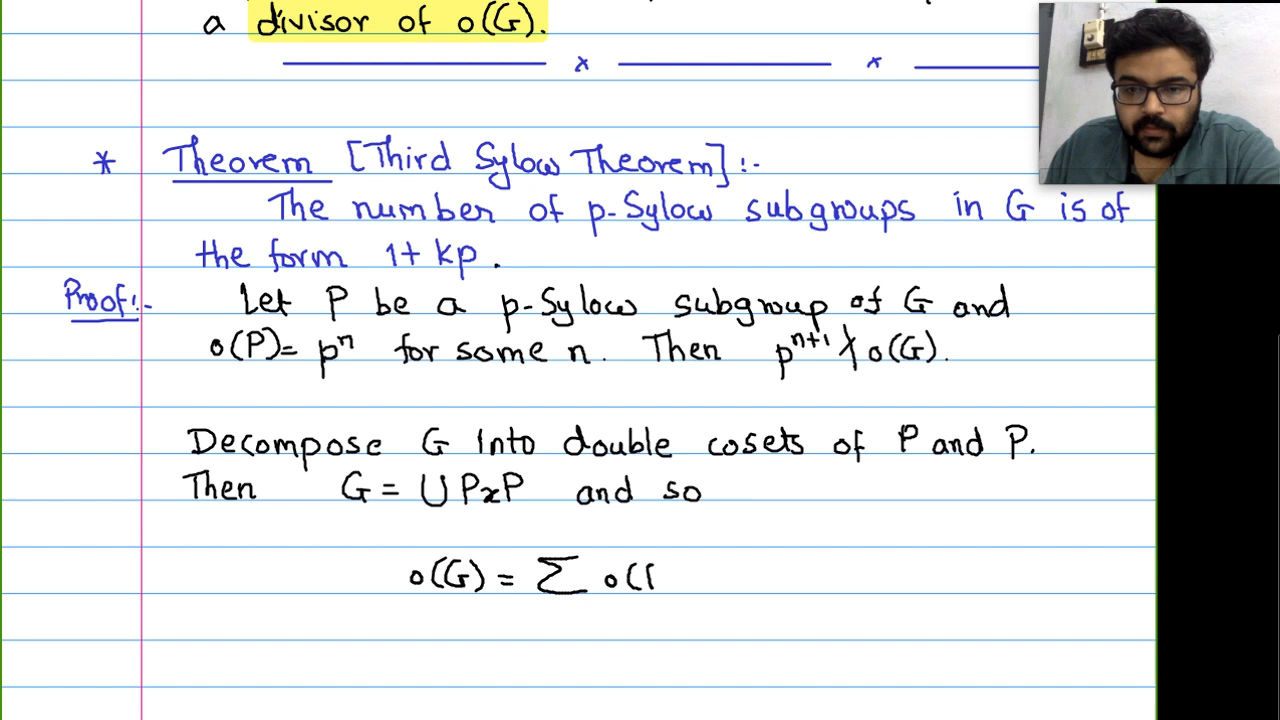 a divisor of o(G).
* Theorem [Third Sylow Theorem]:-
The number of p-Sylow subgroups in G is of
the form 1+ kp.
Proof:- Let P be a p-Sylow subgroup of G and
o(P)= pⁿ for some n. Then pⁿ⁺¹ ∤ o(G).
Decompose G into double cosets of P and P.
Then G = ∪ PxP and so
o(G) = ∑ o((